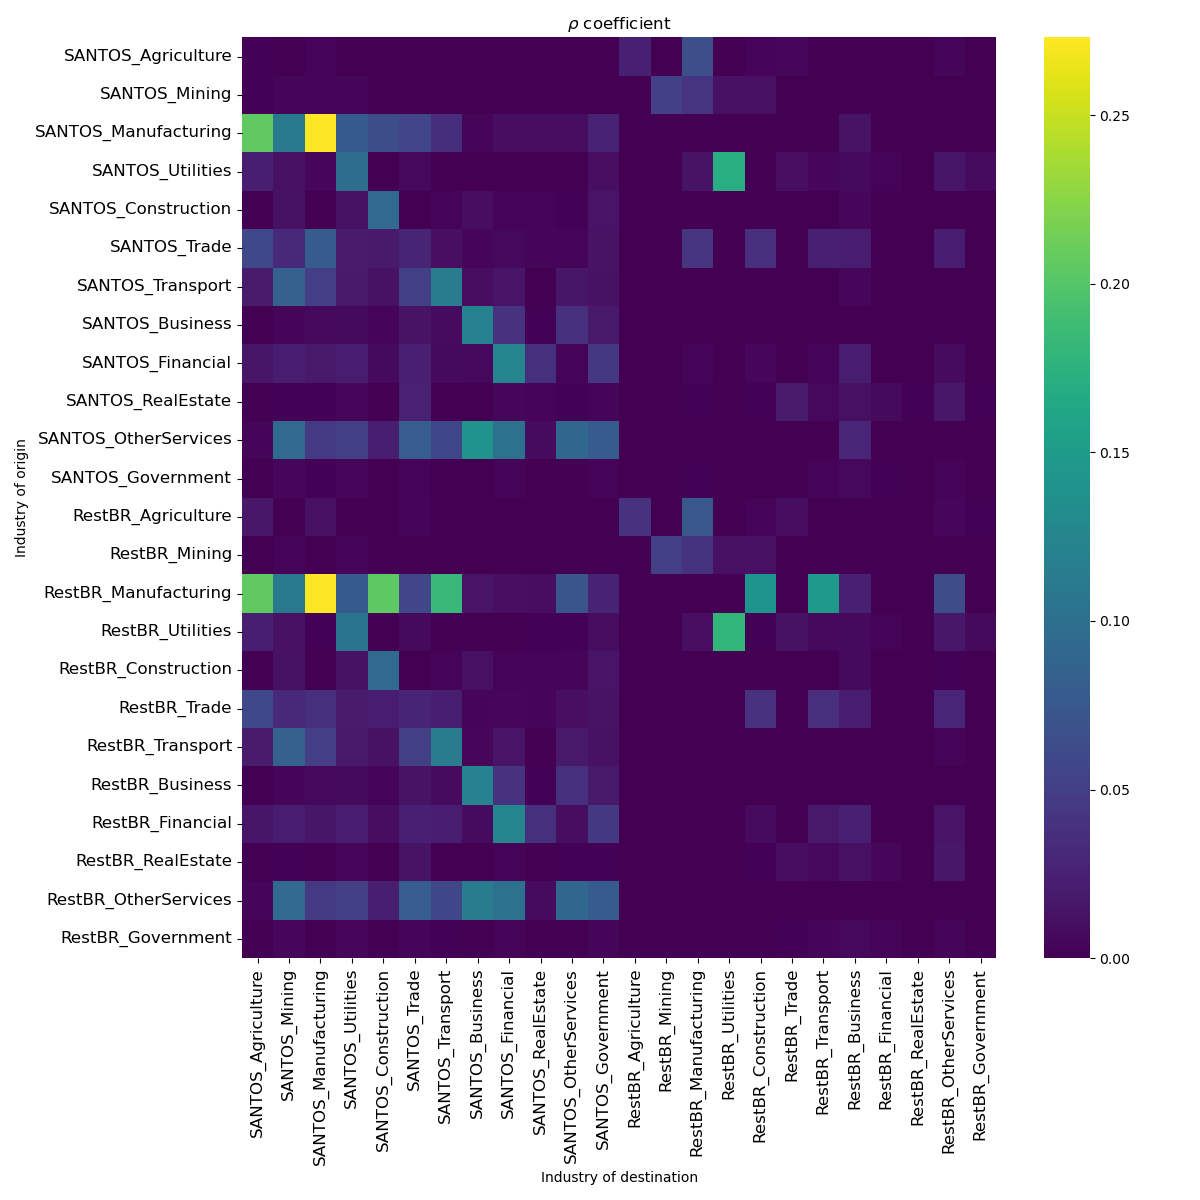 ρ coefficient
SANTOS_Agriculture
SANTOS_Mining
SANTOS_Manufacturing
SANTOS_Utilities
SANTOS_Construction
SANTOS_Trade
SANTOS_Transport
SANTOS_Business
SANTOS_Financial
SANTOS_RealEstate
SANTOS_OtherServices
SANTOS_Government
RestBR_Agriculture
RestBR_Mining
RestBR_Manufacturing
RestBR_Utilities
RestBR_Construction
RestBR_Trade
RestBR_Transport
RestBR_Business
RestBR_Financial
RestBR_RealEstate
RestBR_OtherServices
RestBR_Government
Industry of origin
SANTOS_Agriculture
SANTOS_Mining
SANTOS_Manufacturing
SANTOS_Utilities
SANTOS_Construction
SANTOS_Trade
SANTOS_Transport
SANTOS_Business
SANTOS_Financial
SANTOS_RealEstate
SANTOS_OtherServices
SANTOS_Government
RestBR_Agriculture
RestBR_Mining
RestBR_Manufacturing
RestBR_Utilities
RestBR_Construction
RestBR_Trade
RestBR_Transport
RestBR_Business
RestBR_Financial
RestBR_RealEstate
RestBR_OtherServices
RestBR_Government
Industry of destination
0.25
0.20
0.15
0.10
0.05
0.00